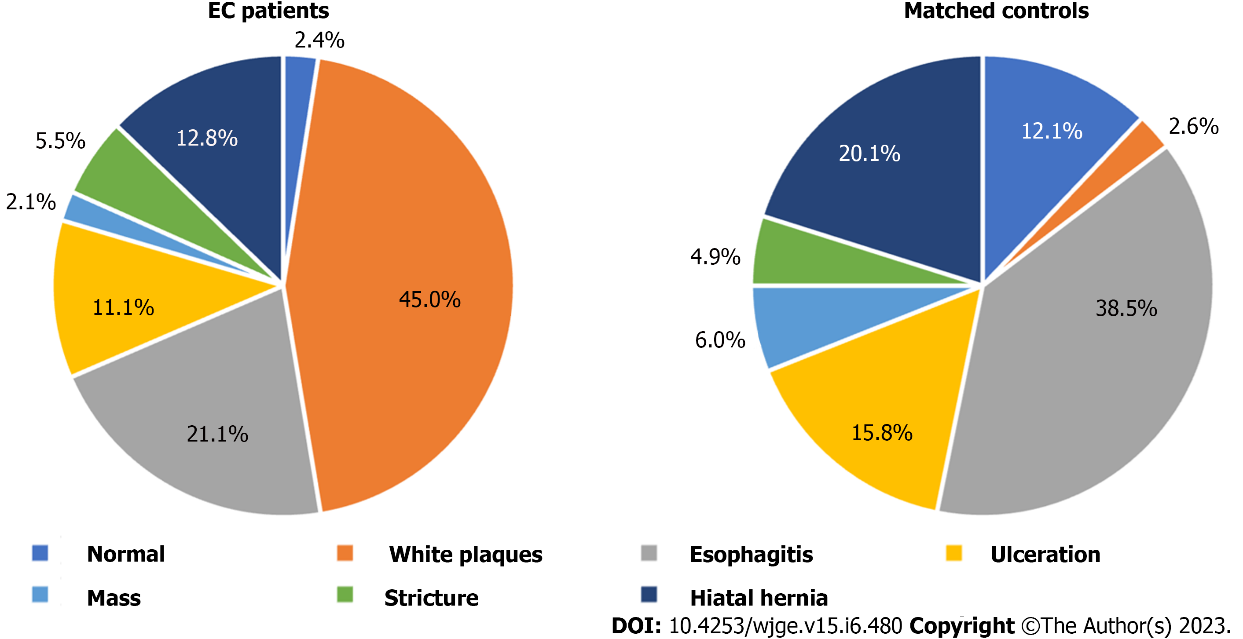 EC patients
Matched controls
2.4%
45.0%
21.1%
11.1%
2.1%
5.5%
12.8%
12.1%
2.6%
38.5%
15.8%
6.0%
4.9%
20.1%
Normal
White plaques
Esophagitis
Ulceration
Mass
Stricture
Hiatal hernia
DOI: 10.4253/wjge.v15.i6.480 Copyright ©The Author(s) 2023.